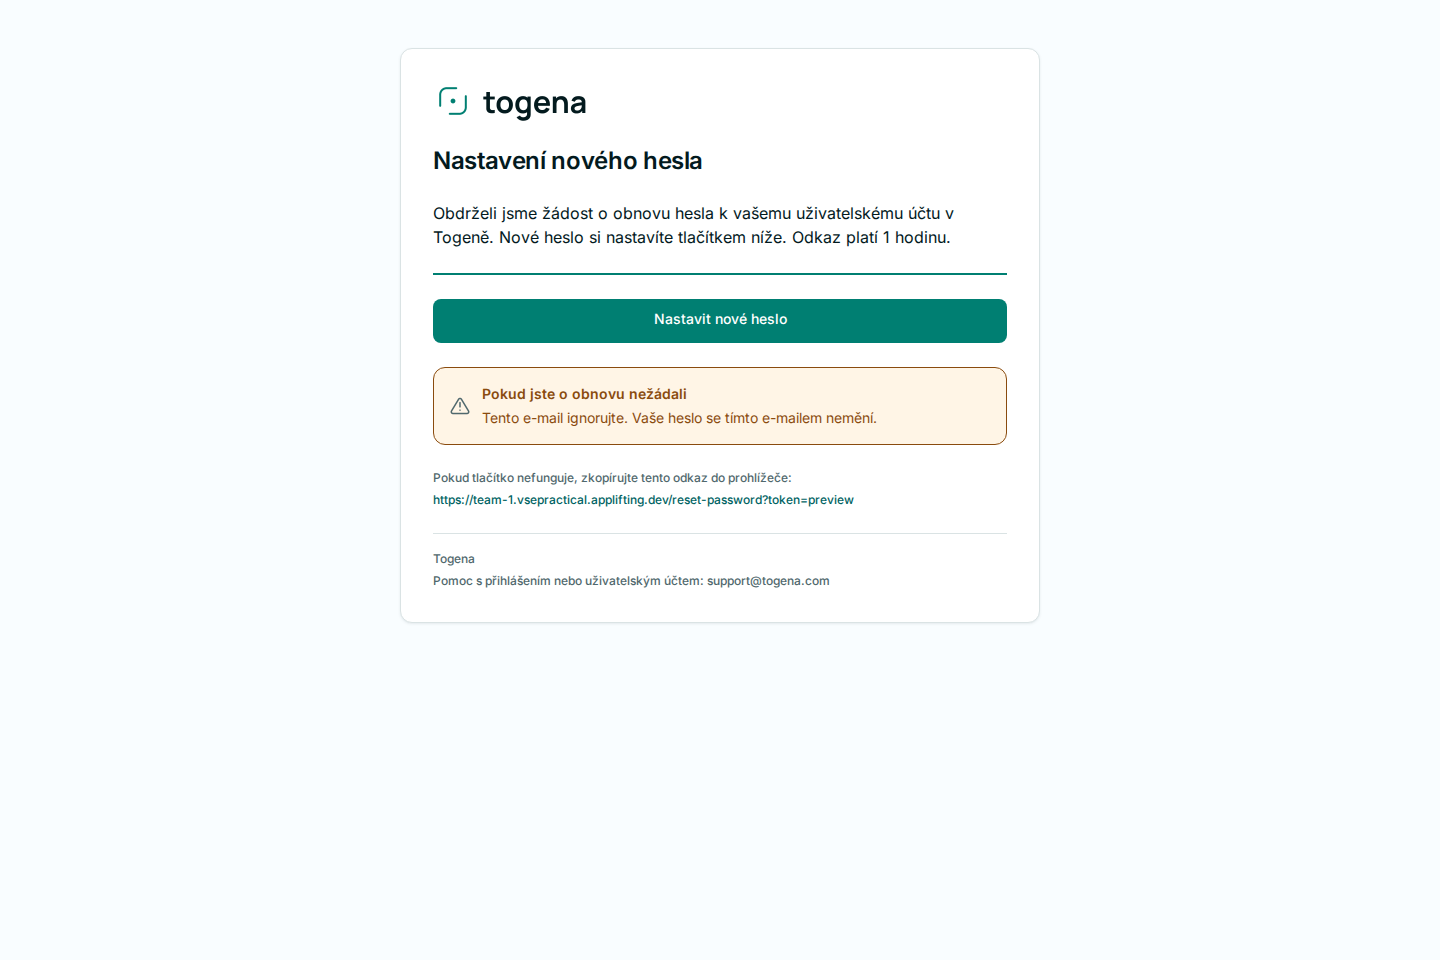 togena
Nastavení nového hesla
Obdrželi jsme žádost o obnovu hesla k vašemu uživatelskému účtu v
Togeně. Nové heslo si nastavíte tlačítkem níže. Odkaz platí 1 hodinu.
Nastavit nové heslo
Pokud jste o obnovu nežádali
Tento e-mail ignorujte. Vaše heslo se tímto e-mailem nemění.
Pokud tlačítko nefunguje, zkopírujte tento odkaz do prohlížeče:
https://team-1.vsepractical.applifting.dev/reset-password?token=preview
Togena
Pomoc s přihlášením nebo uživatelským účtem: support@togena.com